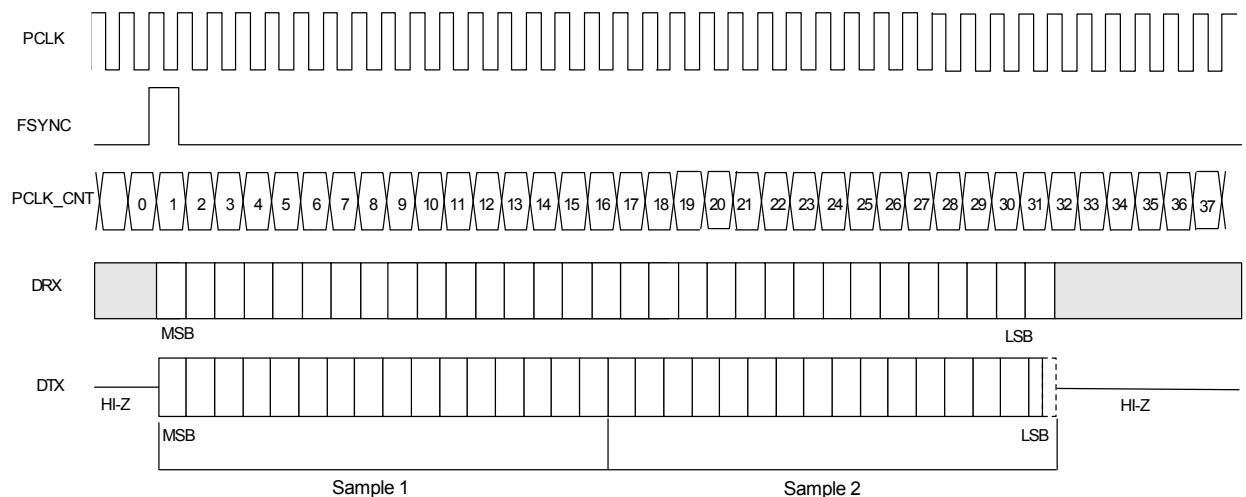 PCLK
FSYNC
PCLK_CNT 0 1 2 3 4 5 6 7 8 9 10 11 12 13 14 15 16 17 18 19 20 21 22 23 24 25 26 27 28 29 30 31 32 33 34 35 36 37
DRX
MSB LSB
DTX
HI-Z HI-Z
MSB LSB
Sample 1 Sample 2